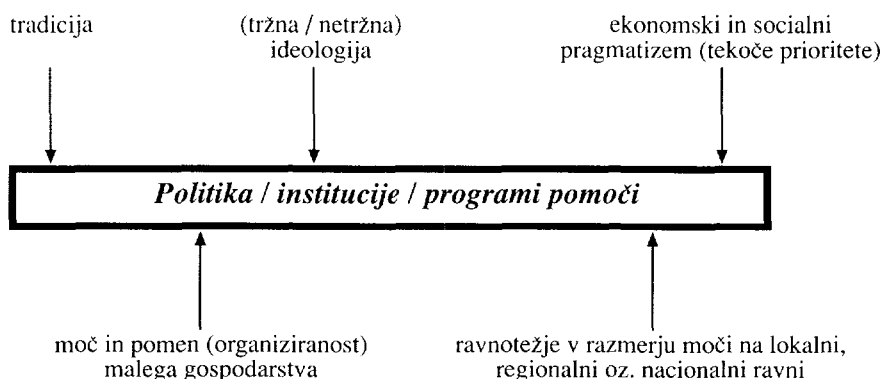 tradicija
(tržna / netržna)
ideologija
ekonomski in socialni
pragmatizem (tekoče prioritete)
Politika / institucije / programi pomoči
moč in pomen (organiziranost)
malega gospodarstva
ravnotežje v razmerju moči na lokalni,
regionalni oz. nacionalni ravni